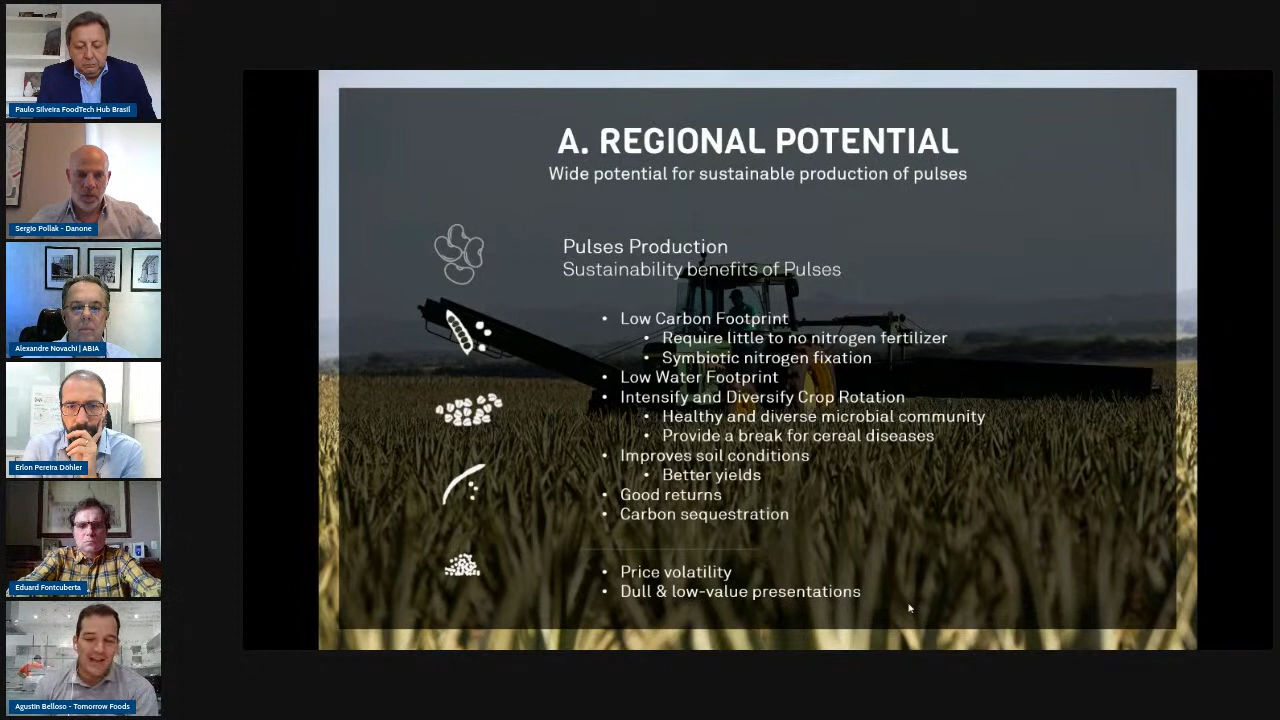 Paulo Silveira FoodTech Hub Brasil
Sergio Pollak - Danone
Alexandre Novachi | ABIA
Erlon Pereira Döhler
Eduard Fontcuberta
Agustin Belloso - Tomorrow Foods
A. REGIONAL POTENTIAL
Wide potential for sustainable production of pulses
Pulses Production
Sustainability benefits of Pulses
• Low Carbon Footprint
• Require little to no nitrogen fertilizer
• Symbiotic nitrogen fixation
• Low Water Footprint
• Intensify and Diversify Crop Rotation
• Healthy and diverse microbial community
• Provide a break for cereal diseases
• Improves soil conditions
• Better yields
• Good returns
• Carbon sequestration
• Price volatility
• Dull & low-value presentations